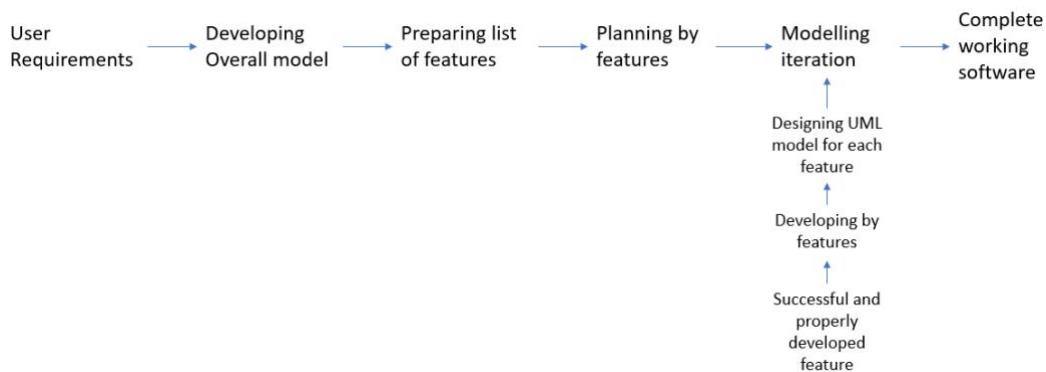 User
Requirements
Developing
Overall model
Preparing list
of features
Planning by
features
Modelling
iteration
Complete
working
software
Designing UML
model for each
feature
Developing by
features
Successful and
properly
developed
feature